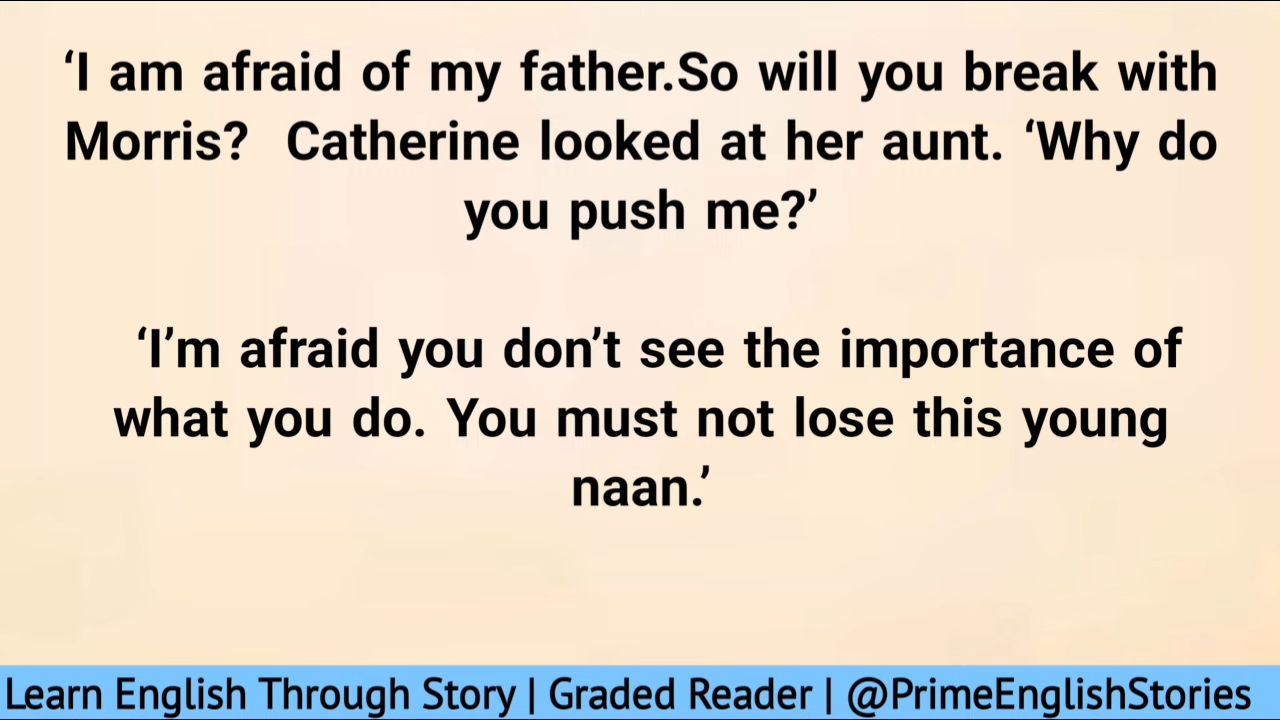 ‘I am afraid of my father.So will you break with
Morris?  Catherine looked at her aunt. ‘Why do
you push me?’
‘I’m afraid you don’t see the importance of
what you do. You must not lose this young
naan.’
Learn English Through Story | Graded Reader | @PrimeEnglishStories